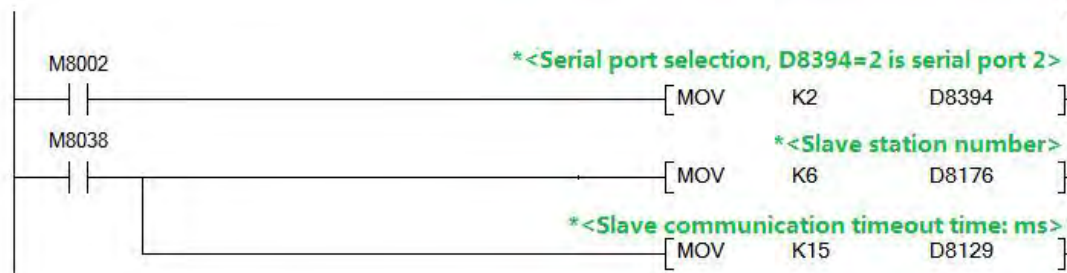 *<Serial port selection, D8394=2 is serial port 2>
M8002
MOV K2 D8394
*<Slave station number>
M8038
MOV K6 D8176
*<Slave communication timeout time: ms>
MOV K15 D8129